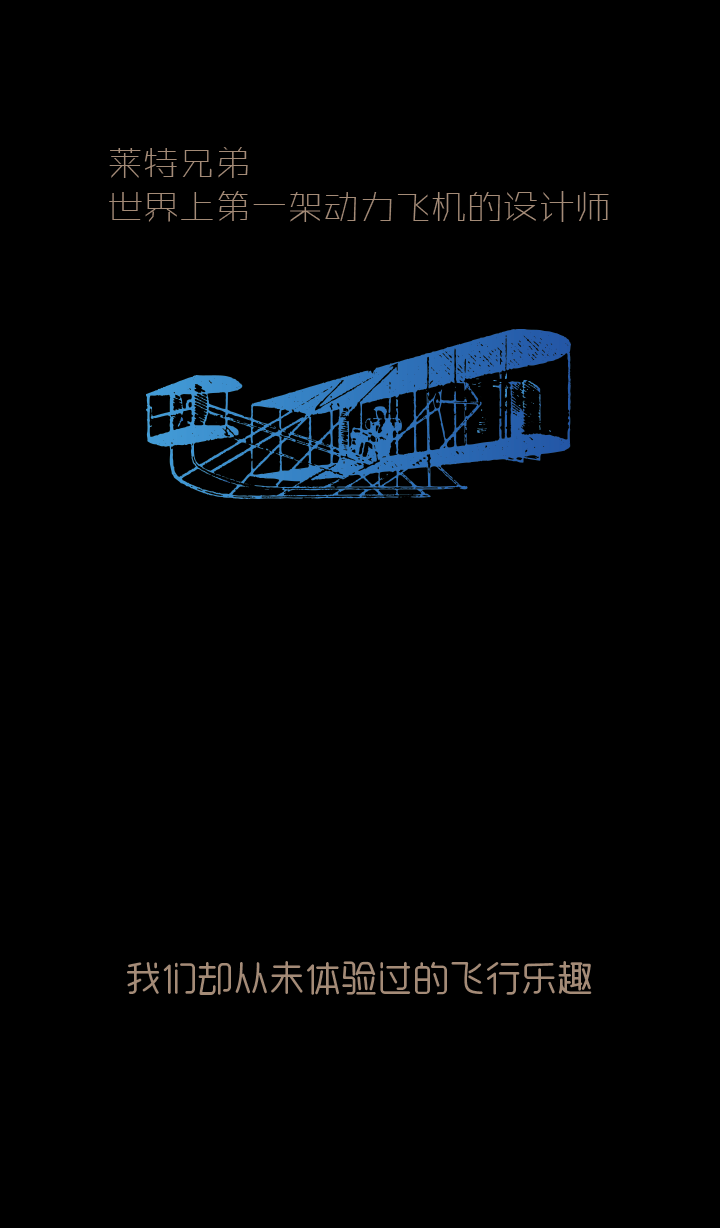 莱特兄弟
世界上第一架动力飞机的设计师
我们却从未体验过的飞行乐趣